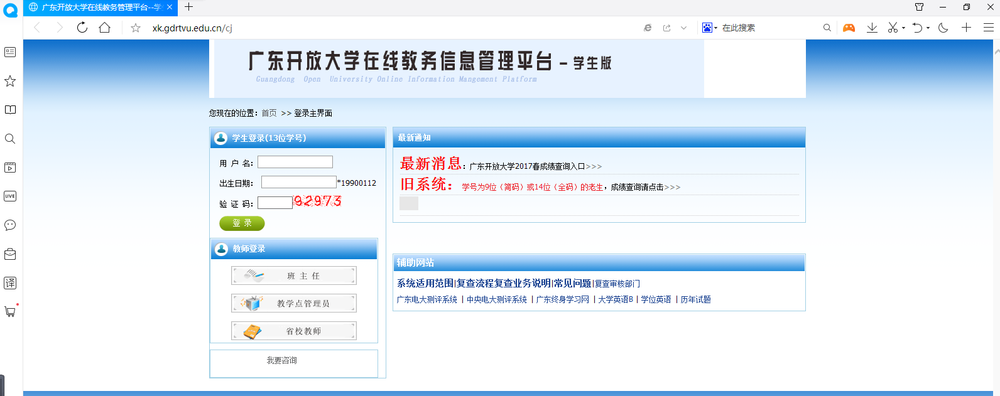 广东开放大学在线教务管理平台--学
xk.gdrtvu.edu.cn/cj
在此搜索
广东开放大学在线教务信息管理平台 - 学生版
Guangdong Open University Online Information Mangement Platform
您现在的位置：首页 >> 登录主界面
学生登录(13位学号)
用 户 名：
出生日期： *19900112
验 证 码： 92973
登 录
教师登录
班 主 任
教学点管理员
省校教师
我要咨询
最新通知
最新消息：广东开放大学2017春成绩查询入口>>>
旧系统： 学号为9位（简码）或14位（全码）的老生，成绩查询请点击>>>
辅助网站
系统适用范围|复查流程复查业务说明|常见问题|复查审核部门
广东电大测评系统 | 中央电大测评系统 | 广东终身学习网 | 大学英语B | 学位英语 | 历年试题
LIVE
译